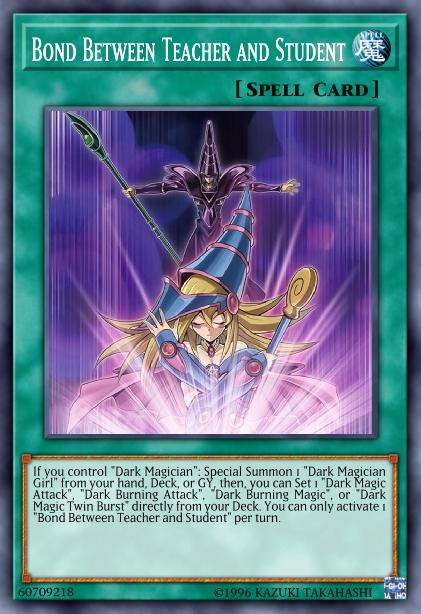 BOND BETWEEN TEACHER AND STUDENT
SPELL
魔
[SPELL CARD]
If you control "Dark Magician": Special Summon 1 "Dark Magician
Girl" from your hand, Deck, or GY, then, you can Set 1 "Dark Magic
Attack", "Dark Burning Attack", "Dark Burning Magic", or "Dark
Magic Twin Burst" directly from your Deck. You can only activate 1
"Bond Between Teacher and Student" per turn.
60709218
©1996 KAZUKI TAKAHASHI